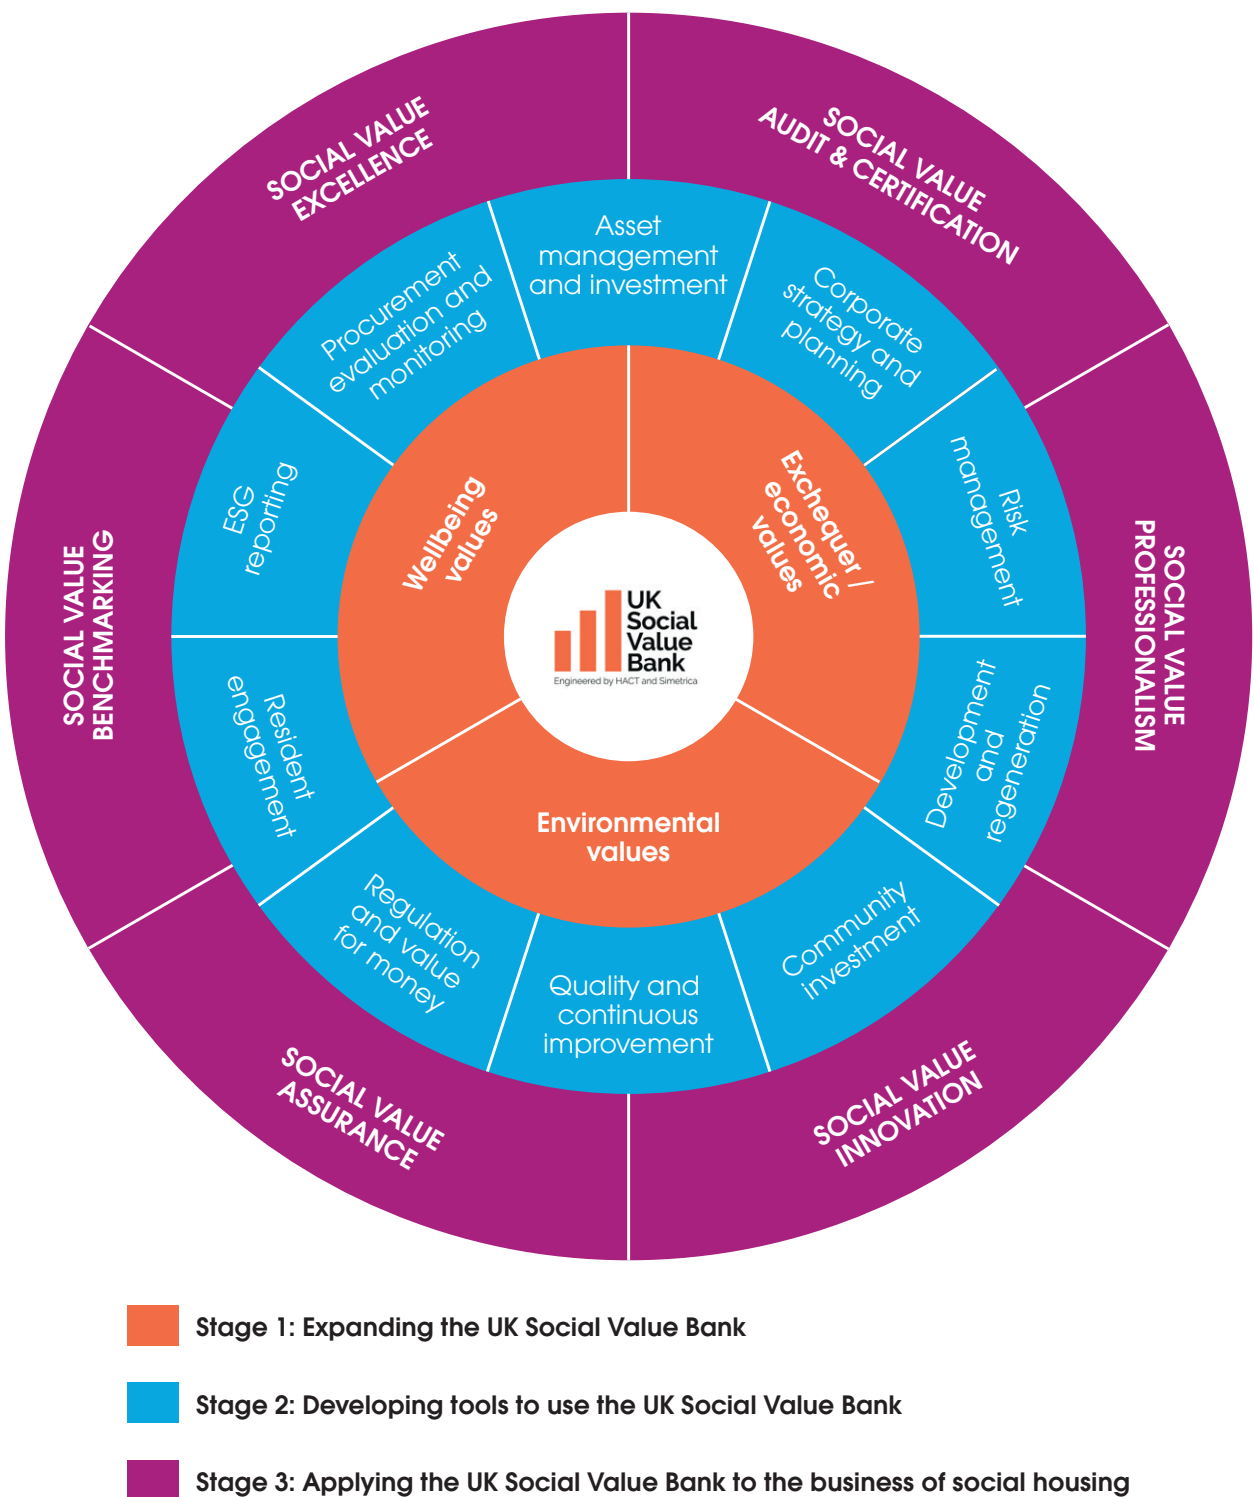 SOCIAL VALUE
EXCELLENCE
SOCIAL VALUE
AUDIT & CERTIFICATION
SOCIAL VALUE
PROFESSIONALISM
SOCIAL VALUE
INNOVATION
SOCIAL VALUE
ASSURANCE
SOCIAL VALUE
BENCHMARKING
Asset
management
and investment
Corporate
strategy and
planning
Risk
management
Development
and
regeneration
Community
investment
Quality and
continuous
improvement
Regulation
and value
for money
Resident
engagement
ESG
reporting
Procurement
evaluation and
monitoring
Wellbeing
values
Exchequer /
economic
values
Environmental
values
UK
Social
Value
Bank
Engineered by HACT and Simetrica
Stage 1: Expanding the UK Social Value Bank
Stage 2: Developing tools to use the UK Social Value Bank
Stage 3: Applying the UK Social Value Bank to the business of social housing